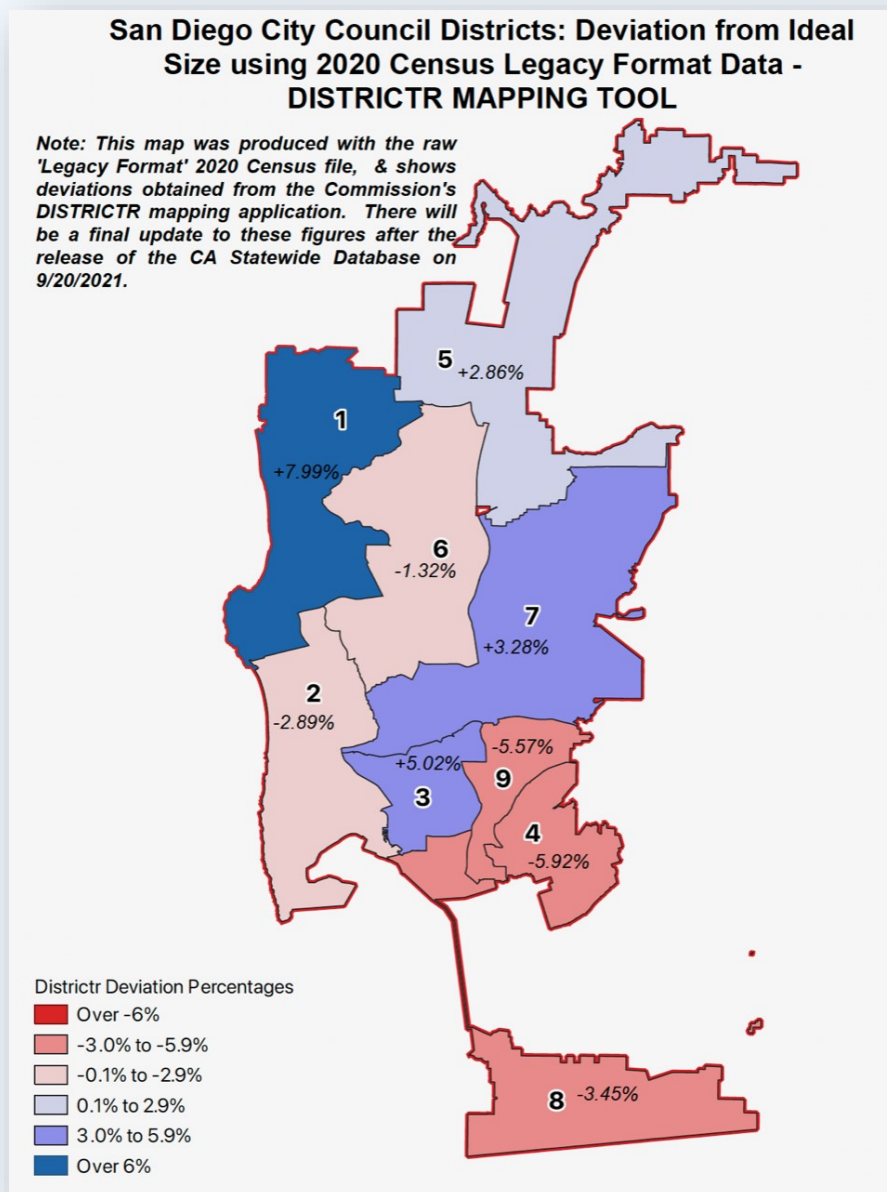 San Diego City Council Districts: Deviation from Ideal
Size using 2020 Census Legacy Format Data -
DISTRICTR MAPPING TOOL
Note: This map was produced with the raw
'Legacy Format' 2020 Census file, & shows
deviations obtained from the Commission's
DISTRICTR mapping application. There will
be a final update to these figures after the
release of the CA Statewide Database on
9/20/2021.
5
+2.86%
1
+7.99%
6
-1.32%
7
+3.28%
2
-2.89%
+5.02%
3
-5.57%
9
4
-5.92%
8 -3.45%
Districtr Deviation Percentages
Over -6%
-3.0% to -5.9%
-0.1% to -2.9%
0.1% to 2.9%
3.0% to 5.9%
Over 6%